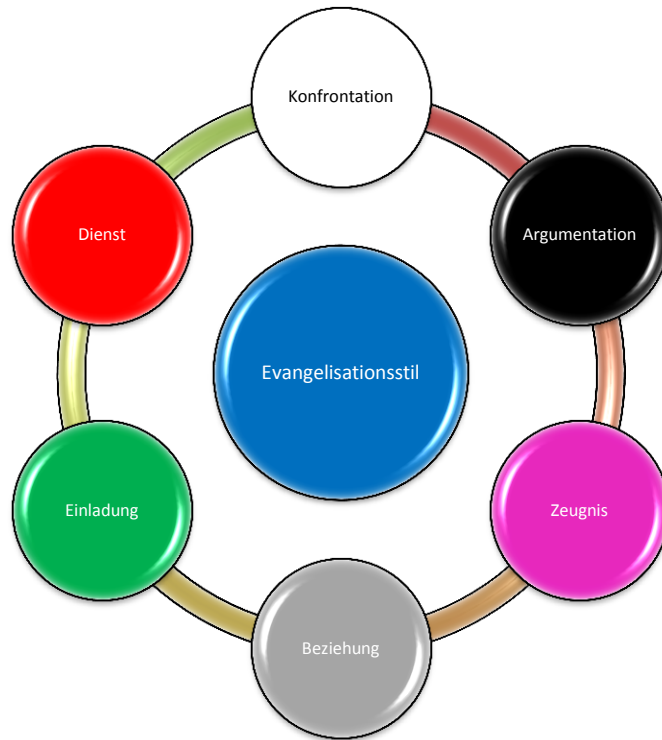 Konfrontation
Argumentation
Zeugnis
Beziehung
Einladung
Dienst
Evangelisationsstil